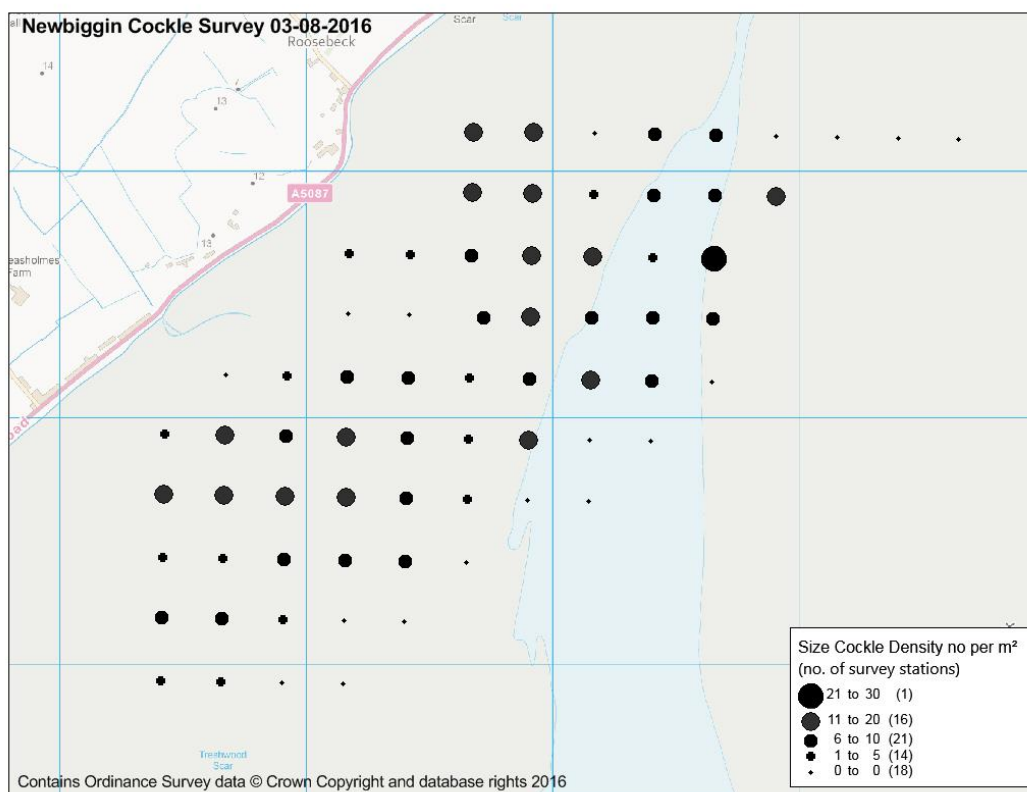 Newbiggin Cockle Survey 03-08-2016
Scar
Scar
Roosebeck
14
13
12
A5087
13
easholmes
Farm
oad
Treshwood
Scar
Size Cockle Density no per m²
(no. of survey stations)
21 to 30 (1)
11 to 20 (16)
6 to 10 (21)
1 to 5 (14)
0 to 0 (18)
Contains Ordinance Survey data © Crown Copyright and database rights 2016